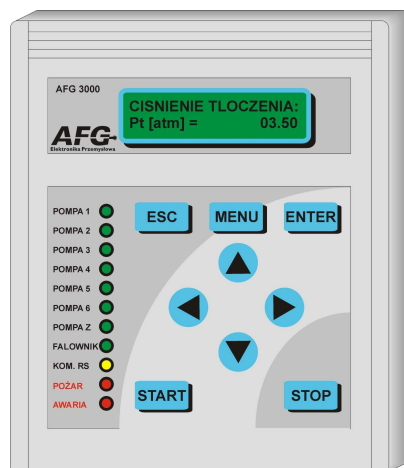 AFG 3000
CISNIENIE TLOCZENIA:
Pt [atm] = 03.50
AFG
Elektronika Przemysłowa
POMPA 1
POMPA 2
POMPA 3
POMPA 4
POMPA 5
POMPA 6
POMPA Z
FALOWNIK
KOM. RS
POŻAR
AWARIA
ESC
MENU
ENTER
START
STOP